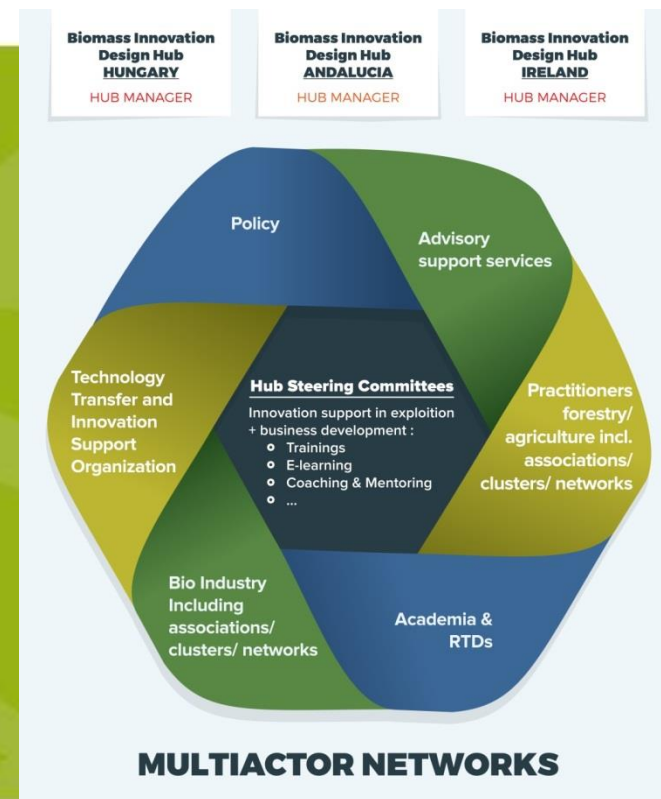 Biomass Innovation
Design Hub
HUNGARY
HUB MANAGER
Biomass Innovation
Design Hub
ANDALUCIA
HUB MANAGER
Biomass Innovation
Design Hub
IRELAND
HUB MANAGER
Policy
Advisory
support services
Technology
Transfer and
Innovation
Support
Organization
Hub Steering Committees
Innovation support in exploition
+ business development :
Trainings
E-learning
Coaching & Mentoring
...
Practitioners
forestry/
agriculture incl.
associations/
clusters/ networks
Bio Industry
Including
associations/
clusters/ networks
Academia &
RTDs
MULTIACTOR NETWORKS